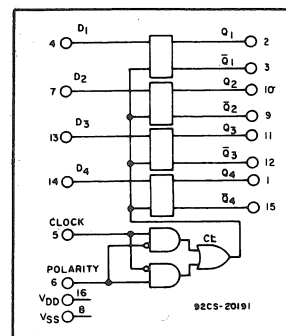 D1
4
Q1
2
Q̅1
3
D2
7
Q2
10
Q̅2
9
D3
13
Q3
11
Q̅3
12
D4
14
Q4
1
Q̅4
15
CLOCK
5
CL
POLARITY
6
VDD 16
VSS 8
92CS-20191